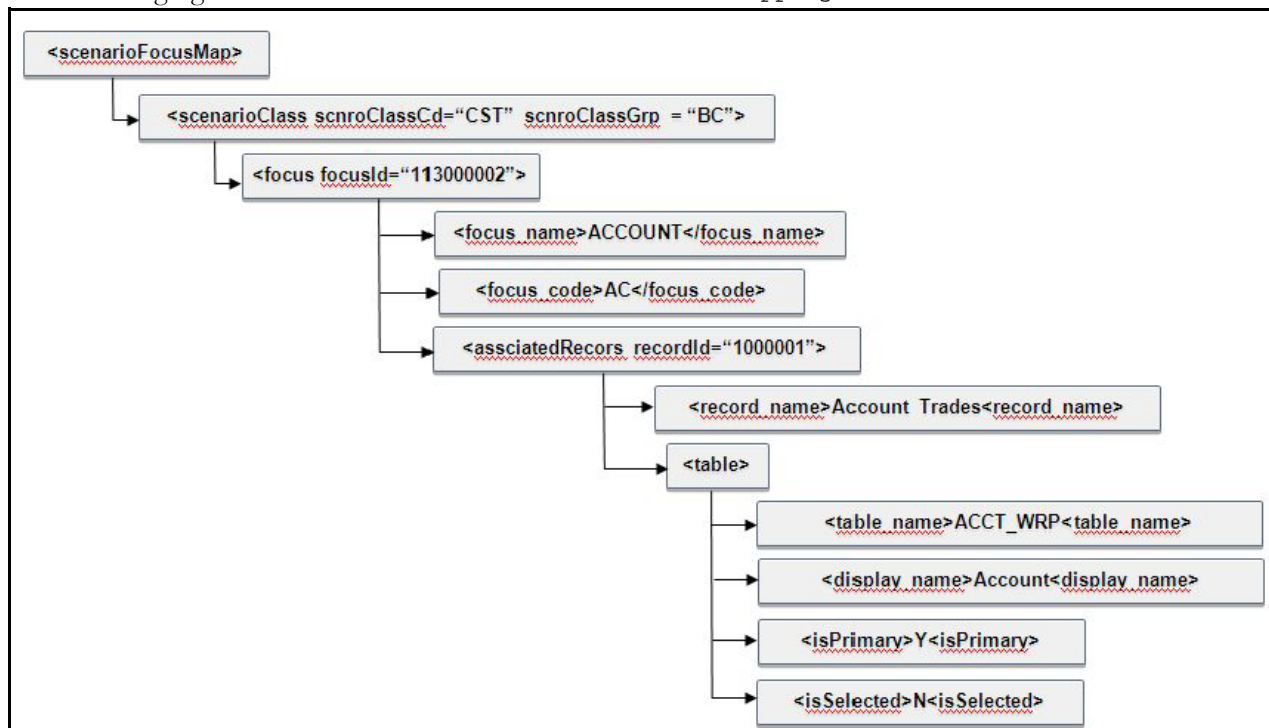 <scenarioFocusMap>
<scenarioClass scnroClassCd=“CST” scnroClassGrp = “BC”>
<focus focusId=“113000002”>
<focus_name>ACCOUNT</focus_name>
<focus_code>AC</focus_code>
<assciatedRecors recordId=“1000001”>
<record_name>Account Trades<record_name>
<table>
<table_name>ACCT_WRP<table_name>
<display_name>Account<display_name>
<isPrimary>Y<isPrimary>
<isSelected>N<isSelected>